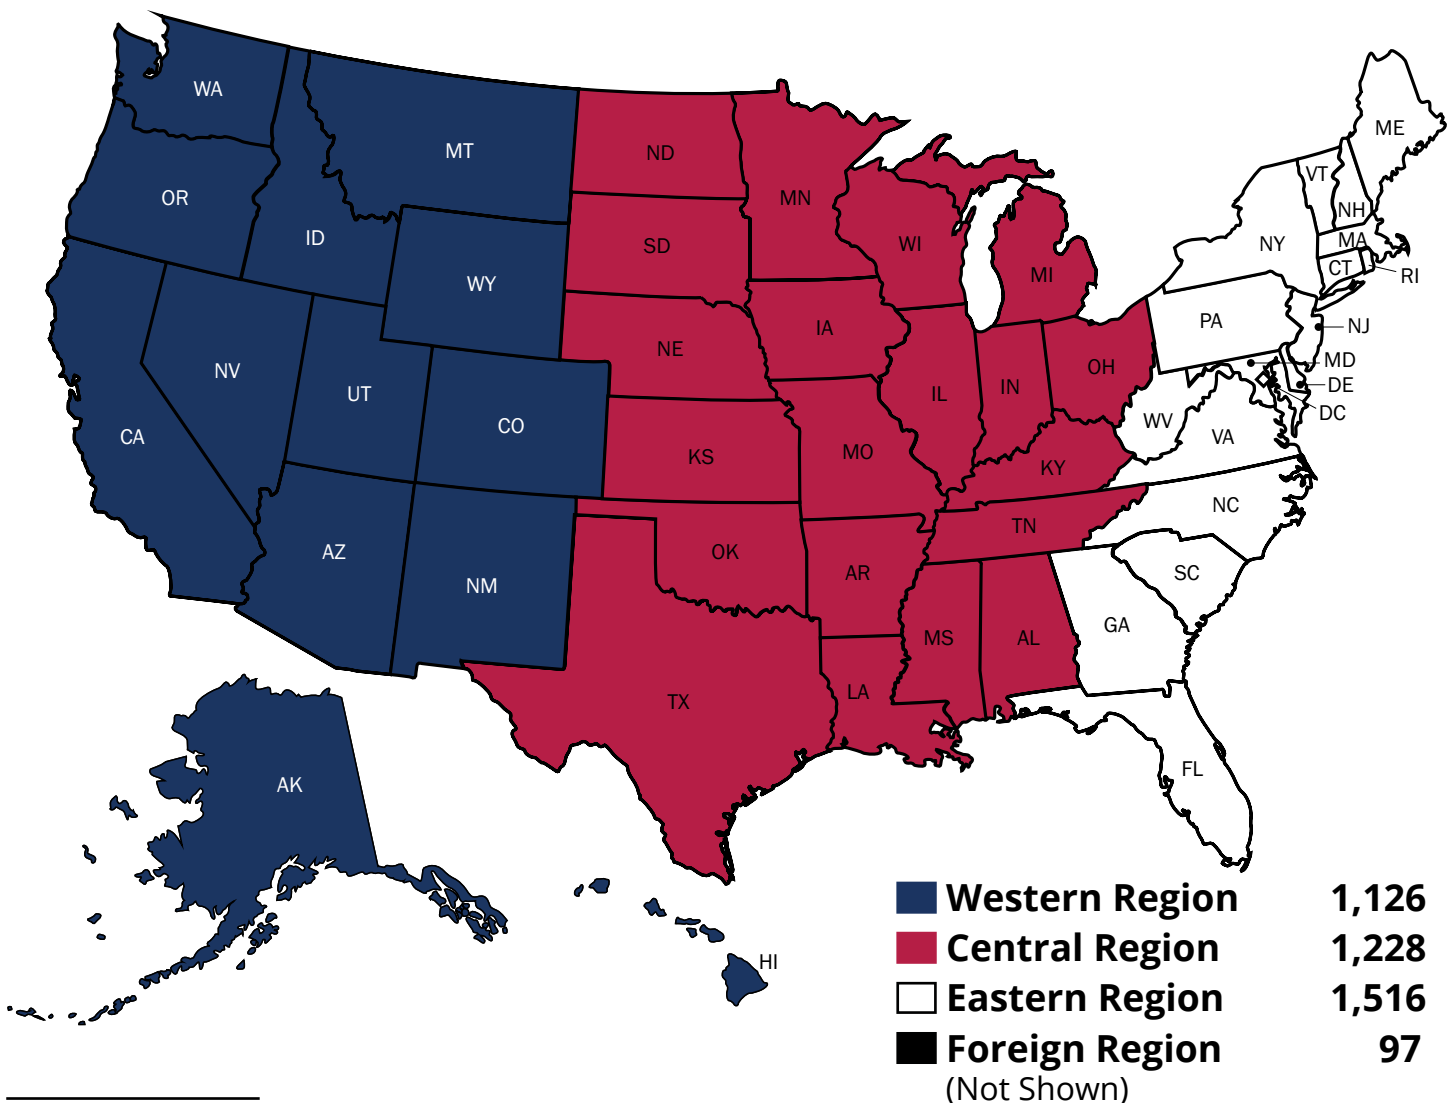 WA
MT
ND
ME
OR
MN
VT
NH
ID
SD
WI
NY
MA
CT
RI
WY
MI
IA
PA
NJ
NE
NV
UT
OH
MD
DE
IL
IN
DC
CO
CA
WV
VA
KS
MO
KY
NC
TN
AZ
OK
AR
SC
NM
MS
AL
GA
LA
TX
FL
AK
HI
Western Region 1,126
Central Region 1,228
Eastern Region 1,516
Foreign Region 97
(Not Shown)